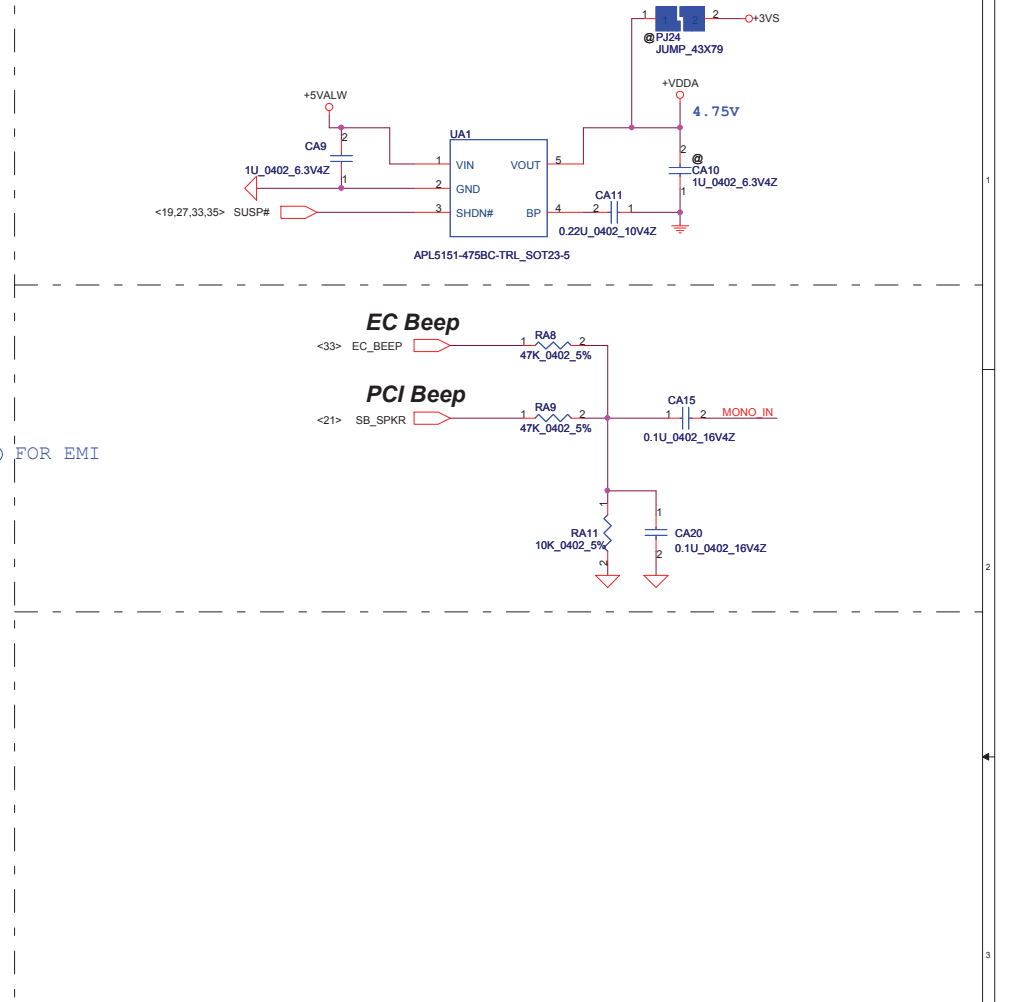 1 1 2 2 +3VS
@ PJ24
JUMP_43X79
+VDDA
4.75V
+5VALW
2
CA9
1U_0402_6.3V4Z
1
UA1
1 VIN VOUT 5
2 GND
3 SHDN# BP 4
APL5151-475BC-TRL_SOT23-5
<19,27,33,35> SUSP#
2 @
CA10
1U_0402_6.3V4Z
1
CA11
2 1
0.22U_0402_10V4Z
1
EC Beep
<33> EC_BEEP
RA8
1 2
47K_0402_5%
PCI Beep
<21> SB_SPKR
RA9
1 2
47K_0402_5%
CA15
1 2 MONO_IN
0.1U_0402_16V4Z
FOR EMI
1
RA11
10K_0402_5%
2
1
CA20
0.1U_0402_16V4Z
2
2
3